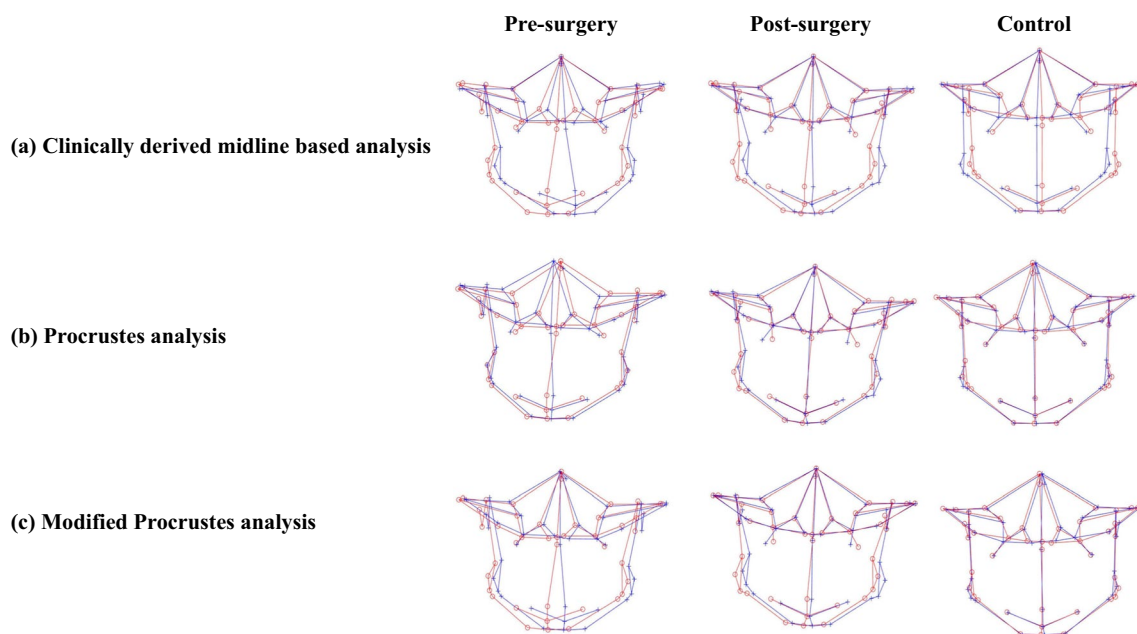 Pre-surgery Post-surgery Control
(a) Clinically derived midline based analysis
(b) Procrustes analysis
(c) Modified Procrustes analysis